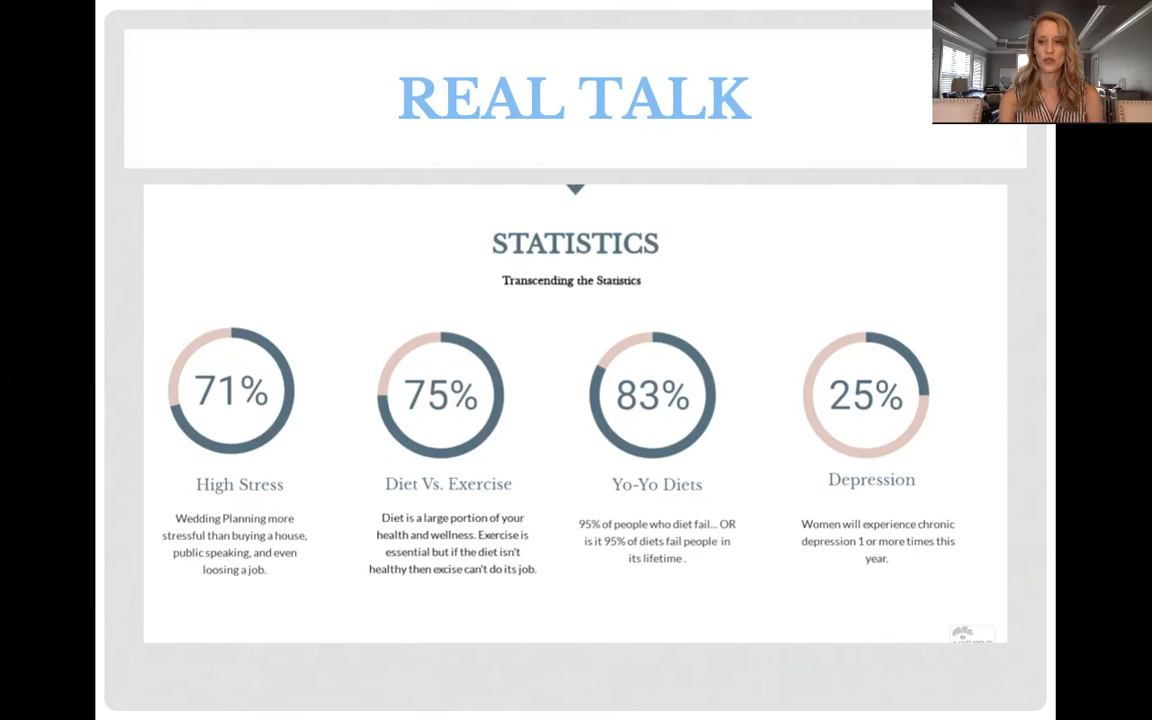 REAL TALK
STATISTICS
Transcending the Statistics
71%
75%
83%
25%
High Stress
Diet Vs. Exercise
Yo-Yo Diets
Depression
Wedding Planning more
stressful than buying a house,
public speaking, and even
loosing a job.
Diet is a large portion of your
health and wellness. Exercise is
essential but if the diet isn't
healthy then excise can't do its job.
95% of people who diet fail... OR
is it 95% of diets fail people in
its lifetime .
Women will experience chronic
depression 1 or more times this
year.